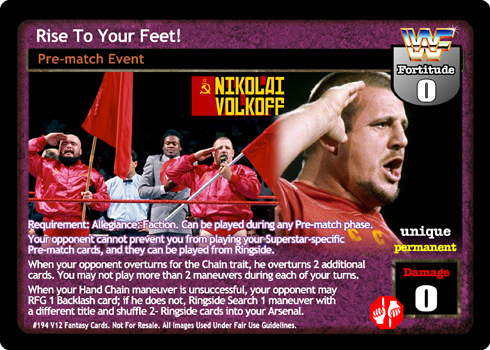 Rise To Your Feet!
Pre-match Event
WF
Fortitude
0
NIKOLAI
VOLKOFF
Requirement: Allegiance: Faction. Can be played during any Pre-match phase.
Your opponent cannot prevent you from playing your Superstar-specific
Pre-match cards, and they can be played from Ringside.
When your opponent overturns for the Chain trait, he overturns 2 additional
cards. You may not play more than 2 maneuvers during each of your turns.
When your Hand Chain maneuver is unsuccessful, your opponent may
RFG 1 Backlash card; if he does not, Ringside Search 1 maneuver with
a different title and shuffle 2- Ringside cards into your Arsenal.
unique
permanent
Damage
0
#194 V12 Fantasy Cards. Not For Resale. All Images Used Under Fair Use Guidelines.